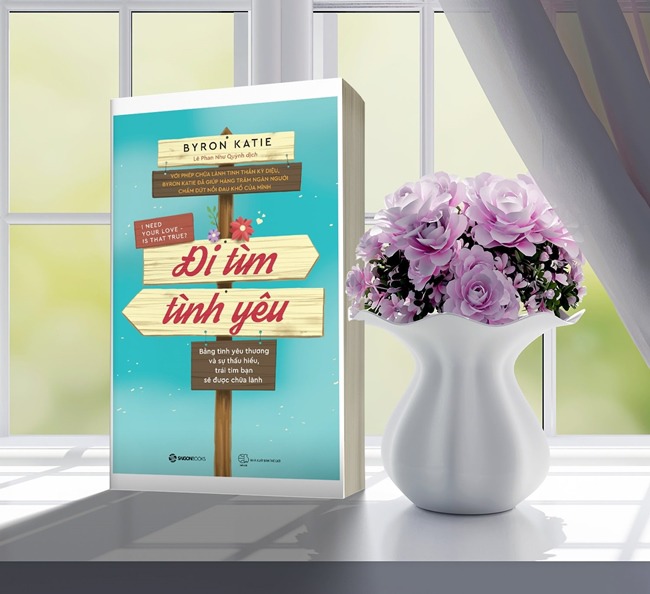 BYRON KATIE
Lê Phan Như Quỳnh dịch
VỚI PHÉP CHỮA LÀNH TINH THẦN KỲ DIỆU,
BYRON KATIE ĐÃ GIÚP HÀNG TRĂM NGÀN NGƯỜI
CHẤM DỨT NỖI ĐAU KHỔ CỦA MÌNH
I NEED
YOUR LOVE -
IS THAT TRUE?
Đi tìm
tình yêu
Bằng tình yêu thương
và sự thấu hiểu,
trái tim bạn
sẽ được chữa lành
SAIGONBOOKS